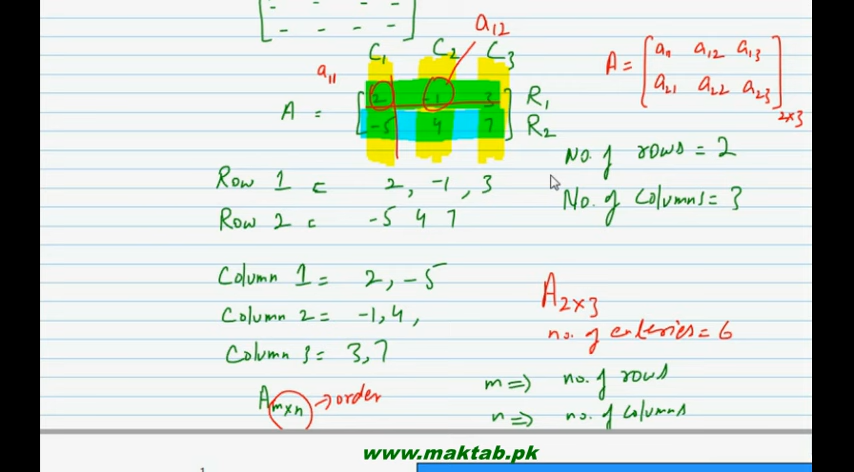 - - - -
- - - -
a12
C1 C2 C3
a11
A = [2 -1 3] R1
[-5 4 7] R2
A = [a11 a12 a13]
[a21 a22 a23] 2×3
No. of rows = 2
No. of columns = 3
Row 1 = 2, -1, 3
Row 2 = -5 4 7
Column 1 = 2, -5
Column 2 = -1, 4,
Column 3 = 3, 7
A2×3
no. of enteries = 6
Am×n → order
m ⇒ no. of rows
n ⇒ no. of columns
www.maktab.pk